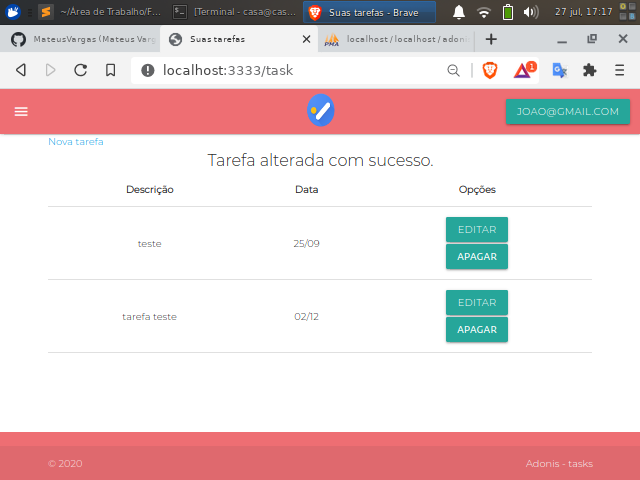 ~/Área de Trabalho/F...
[Terminal - casa@cas...
Suas tarefas - Brave
27 jul, 17:17
MateusVargas (Mateus Varg
Suas tarefas
PMA
localhost / localhost / adoni
localhost:3333/task
1
JOAO@GMAIL.COM
Nova tarefa
Tarefa alterada com sucesso.
Descrição Data Opções
teste 25/09 EDITAR
APAGAR
tarefa teste 02/12 EDITAR
APAGAR
© 2020 Adonis - tasks